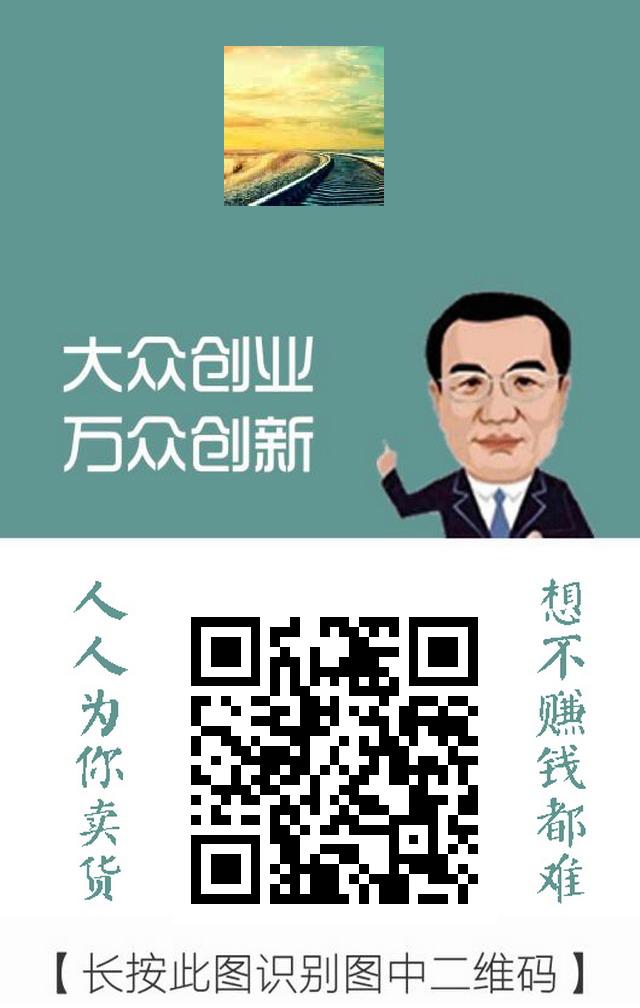 大众创业
万众创新
人人为你卖货
想不赚钱都难
【长按此图识别图中二维码】